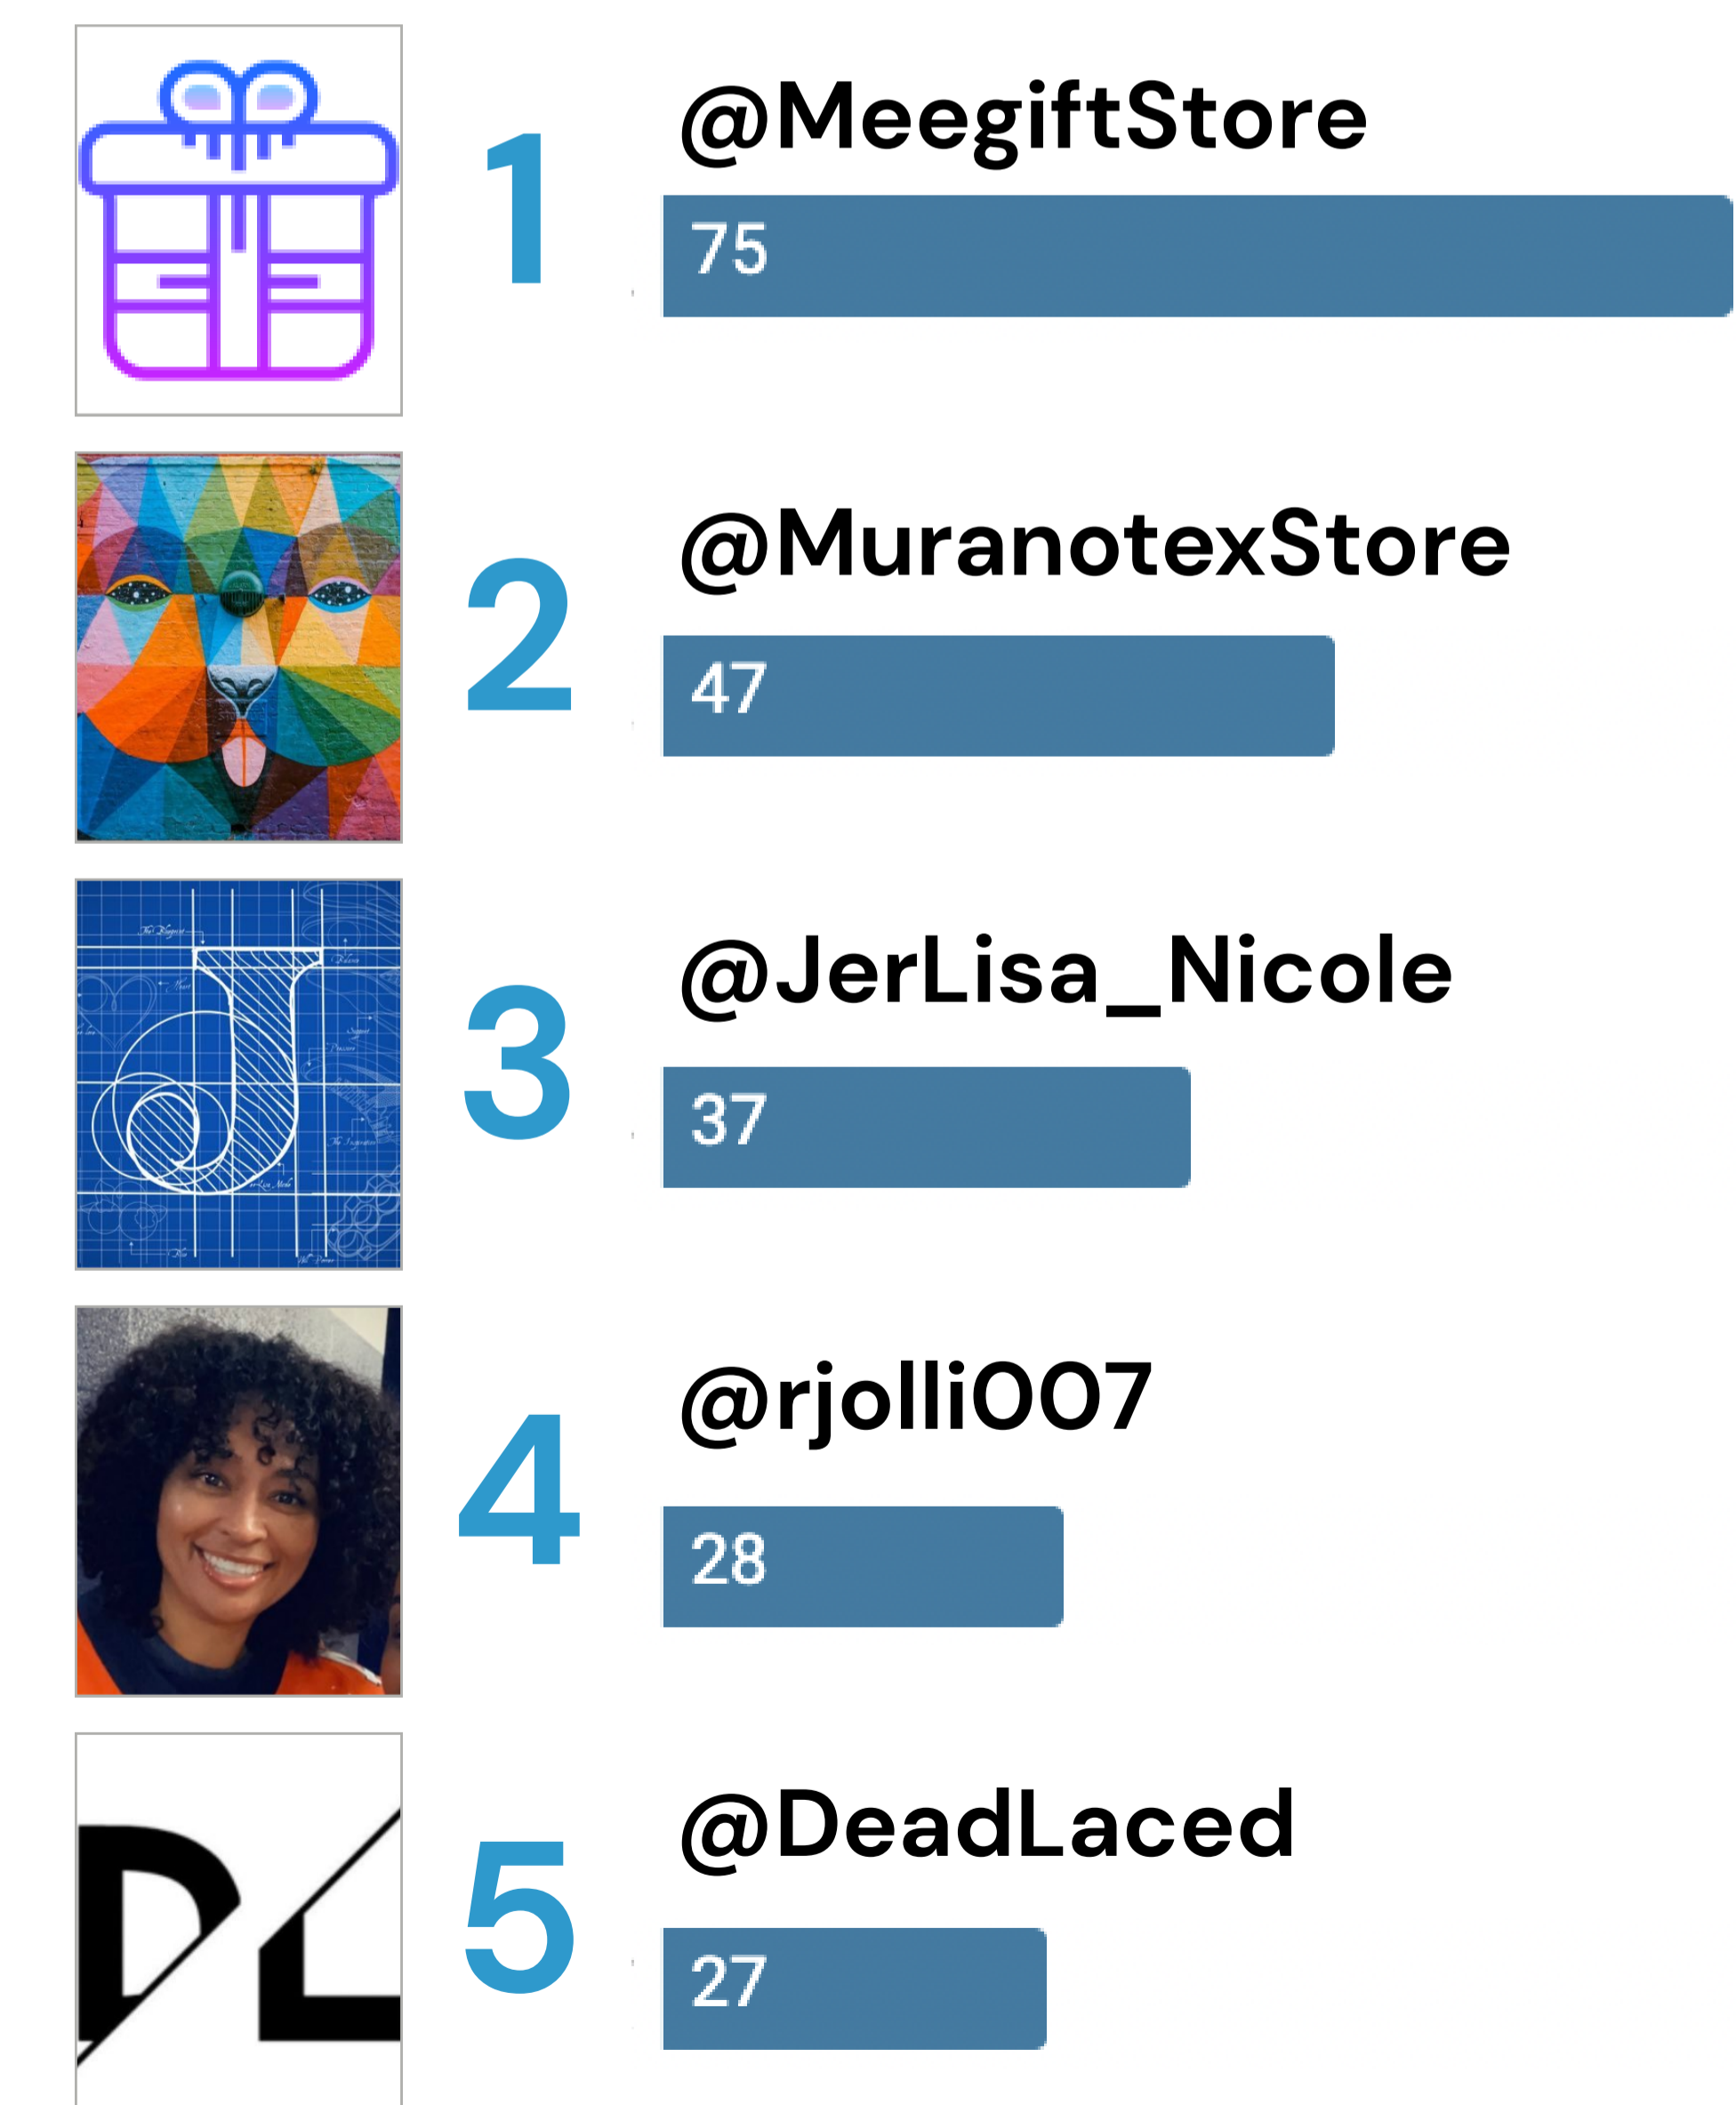 1
@MeegiftStore
75
2
@MuranotexStore
47
3
@JerLisa_Nicole
37
4
@rjolli007
28
5
@DeadLaced
27